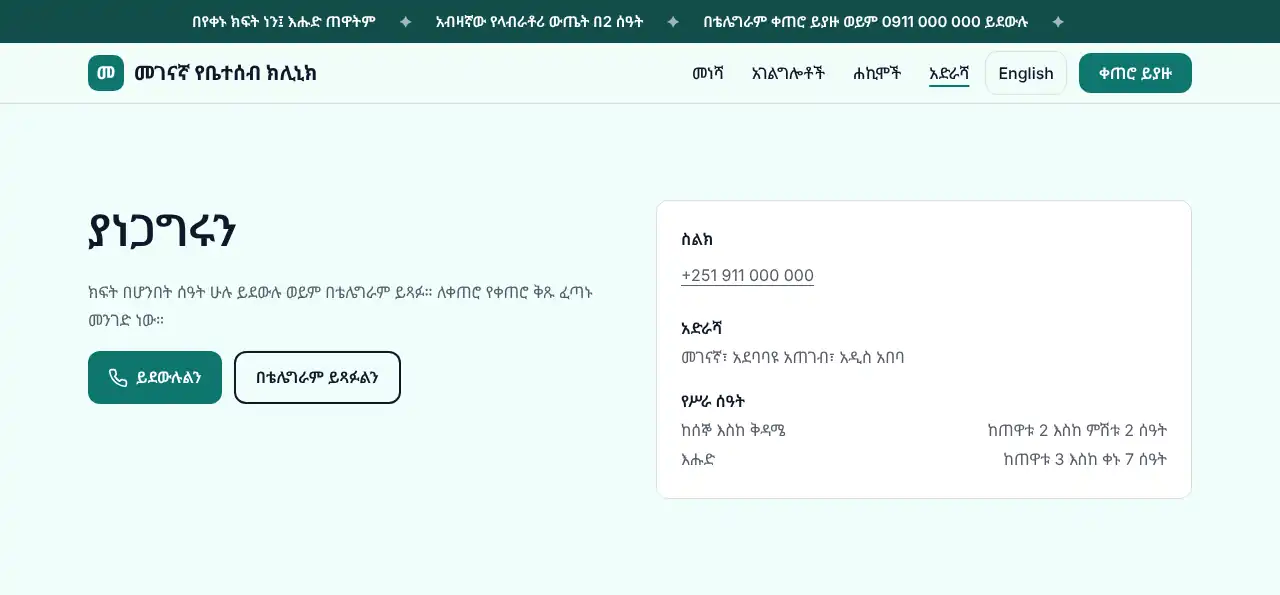 በየቀኑ ክፍት ነን፤ እሑድ ጠዋትም ✦ አብዛኛው የላብራቶሪ ውጤት በ2 ሰዓት ✦ በቴሌግራም ቀጠሮ ይያዙ ወይም 0911 000 000 ይደውሉ ✦
መ መገናኛ የቤተሰብ ክሊኒክ
መነሻ አገልግሎቶች ሐኪሞች አድራሻ English ቀጠሮ ይያዙ
ያነጋግሩን
ክፍት በሆንበት ሰዓት ሁሉ ይደውሉ ወይም በቴሌግራም ይጻፉ። ለቀጠሮ የቀጠሮ ቅጹ ፈጣኑ
መንገድ ነው።
ይደውሉልን በቴሌግራም ይጻፉልን
ስልክ
+251 911 000 000
አድራሻ
መገናኛ፣ አደባባዩ አጠገብ፣ አዲስ አበባ
የሥራ ሰዓት
ከሰኞ እስከ ቅዳሜ ከጠዋቱ 2 እስከ ምሽቱ 2 ሰዓት
እሑድ ከጠዋቱ 3 እስከ ቀኑ 7 ሰዓት